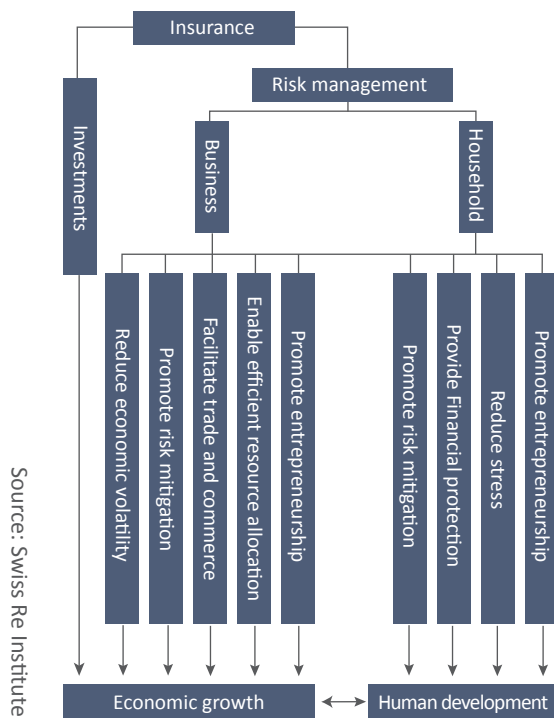 Insurance
Risk management
Investments
Business
Household
Reduce economic volatility
Promote risk mitigation
Facilitate trade and commerce
Enable efficient resource allocation
Promote entrepreneurship
Promote risk mitigation
Provide Financial protection
Reduce stress
Promote entrepreneurship
Economic growth
Human development
Source: Swiss Re Institute